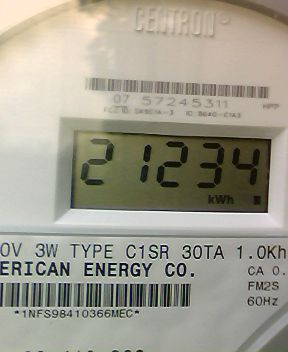 CENTRON®
07 57245311
HPP
21234
kWh
0V 3W TYPE C1SR 30TA 1.0Kh
ERICAN ENERGY CO.
CA 0.
FM2S
60Hz
*1NFS98410366MEC*